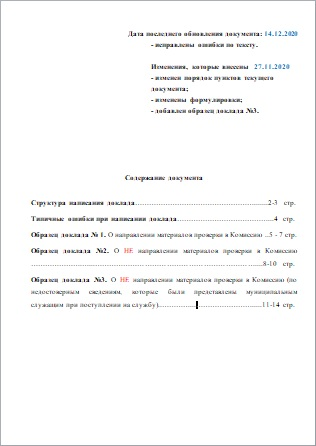 Дата последнего обновления документа: 14.12.2020
- неправлены ошибки по тексту.
Изменения, которые внесены 27.11.2020
- изменен порядок пунктов текущего
документа;
- изменены формулировки;
- добавлен образец доклада №3.
Содержание документа
Структура написания доклада.....................................................2-3 стр.
Типичные ошибки при написании доклада.......................................4 стр.
Образец доклада № 1. О направлении материалов проверки в Комиссию ..5 - 7 стр.
Образец доклада №2. О НЕ направлении материалов проверки в Комиссию
.............................................................................................8-10 стр.
Образец доклада №3. О НЕ направлении материалов проверки в Комиссию (по
недостоверным сведениям, которые были представлены муниципальным
служащим при поступлении на службу)..........................................11-14 стр.